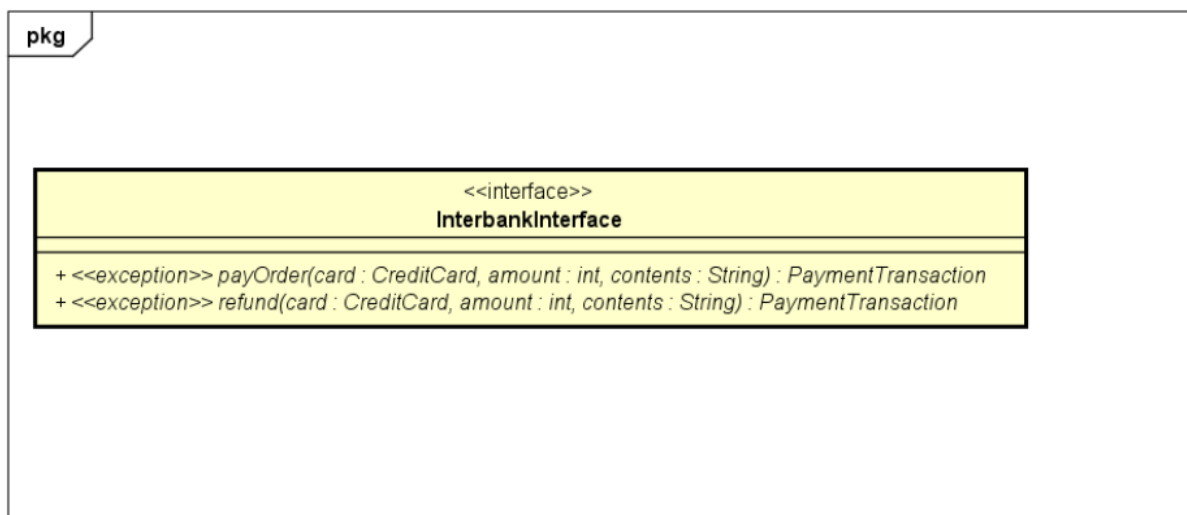 pkg
<<interface>>
InterbankInterface
+ <<exception>> payOrder(card : CreditCard, amount : int, contents : String) : PaymentTransaction
+ <<exception>> refund(card : CreditCard, amount : int, contents : String) : PaymentTransaction